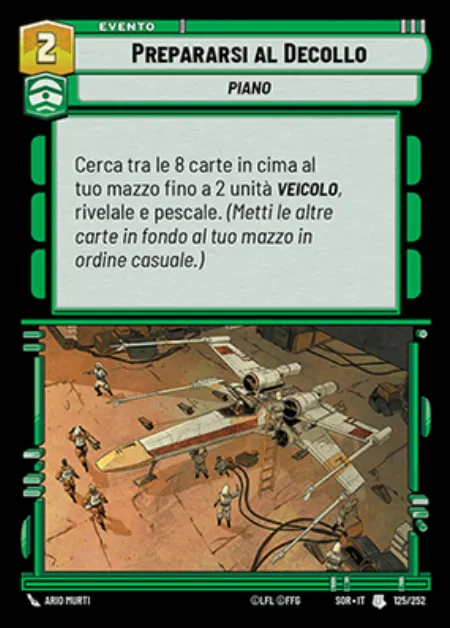 EVENTO
2
PREPARARSI AL DECOLLO
PIANO
Cerca tra le 8 carte in cima al
tuo mazzo fino a 2 unità VEICOLO,
rivelale e pescale. (Metti le altre
carte in fondo al tuo mazzo in
ordine casuale.)
ARIO MURTI
©LFL ©FFG
SOR • IT
125/252